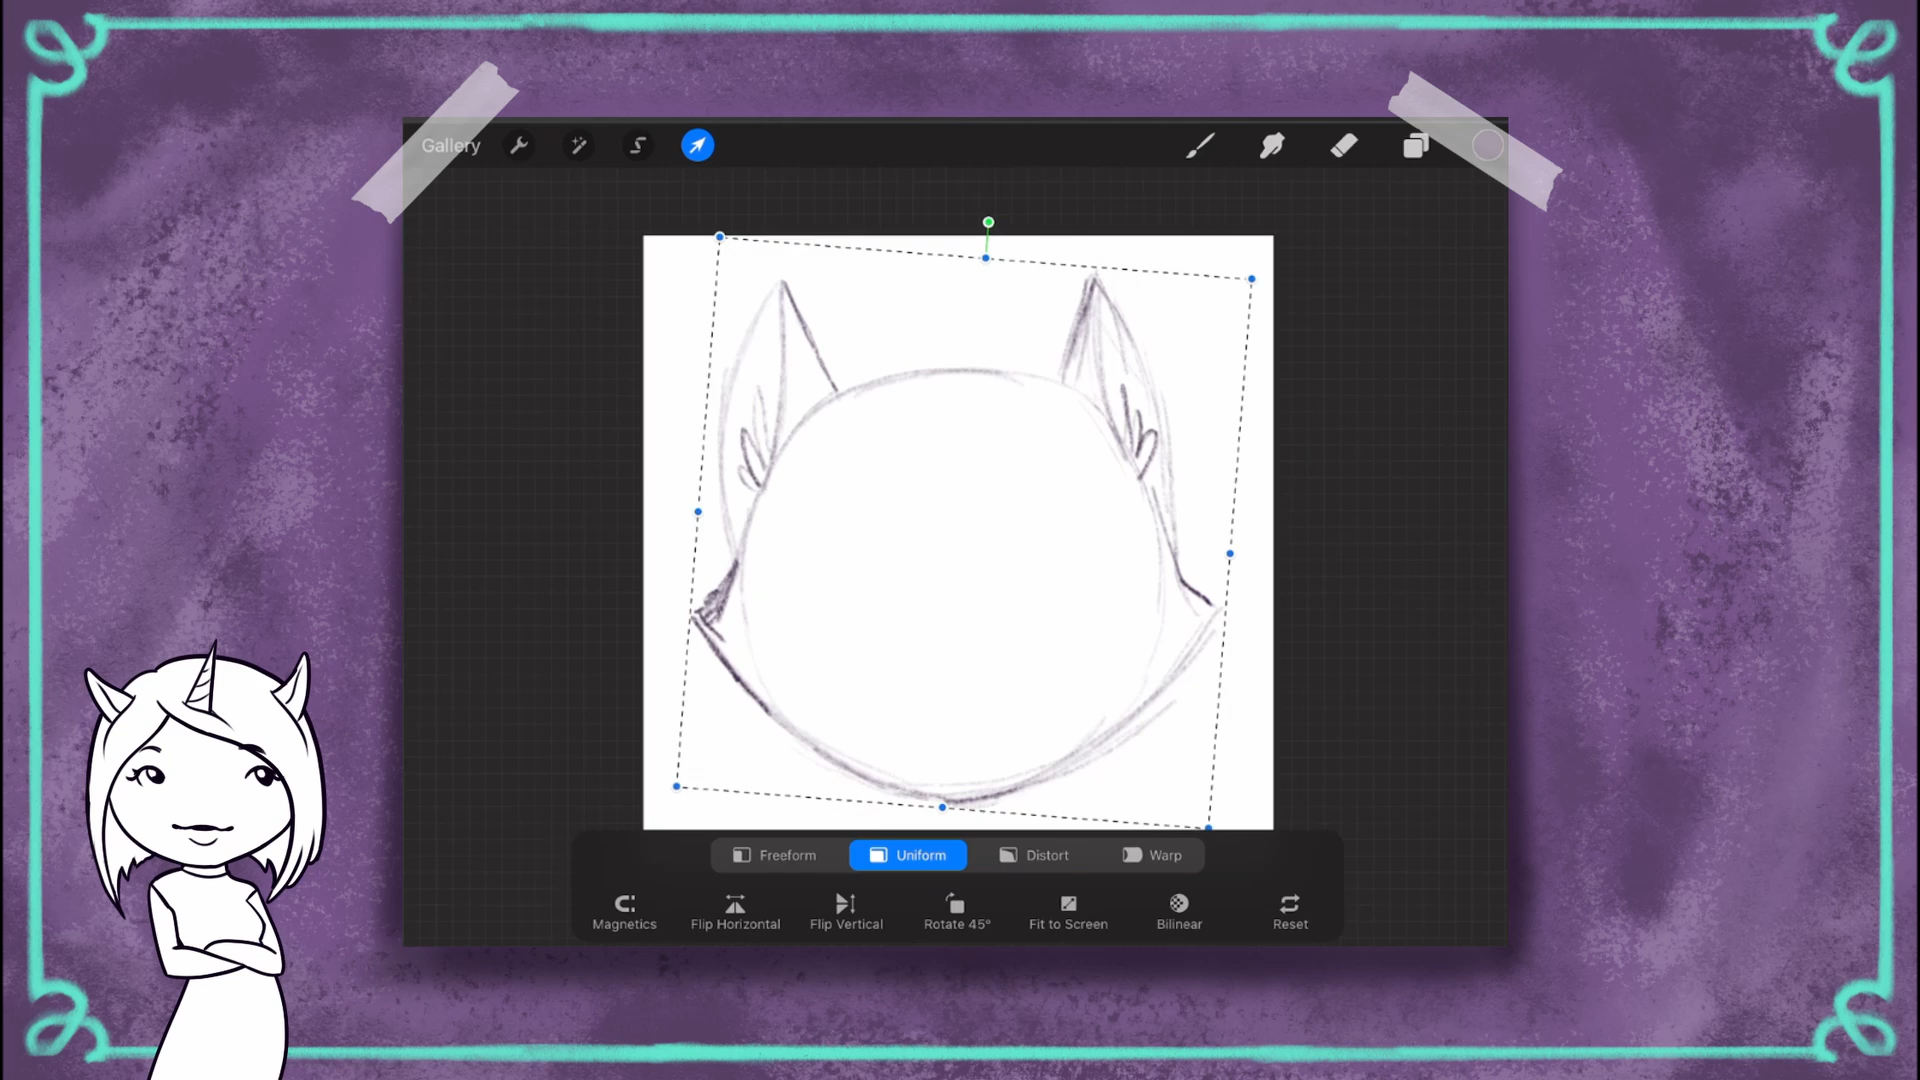 Gallery
Freeform Uniform Distort Warp
Magnetics Flip Horizontal Flip Vertical Rotate 45° Fit to Screen Bilinear Reset